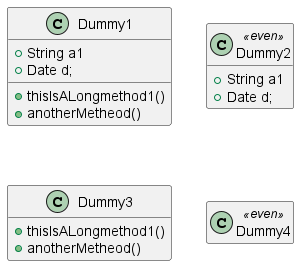 C Dummy1
String a1
Date d;
thisIsALongmethod1()
anotherMetheod()
«even»
C Dummy2
String a1
Date d;
C Dummy3
thisIsALongmethod1()
anotherMetheod()
«even»
C Dummy4